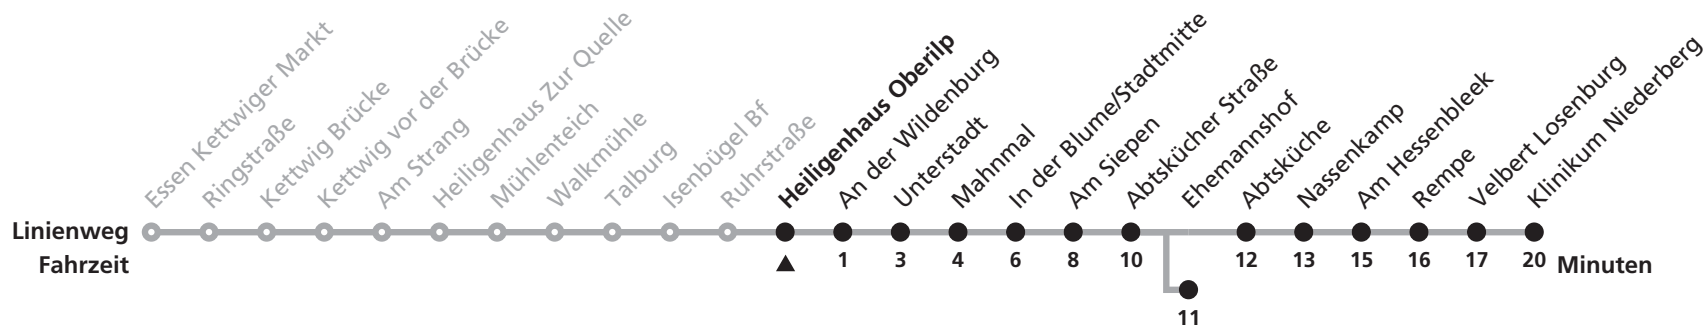 Essen Kettwiger Markt
Ringstraße
Kettwig Brücke
Kettwig vor der Brücke
Am Strang
Heiligenhaus Zur Quelle
Mühlenteich
Walkmühle
Talburg
Isenbügel Bf
Ruhrstraße
Heiligenhaus Oberilp
An der Wildenburg
Unterstadt
Mahnmal
In der Blume/Stadtmitte
Am Siepen
Abtskücher Straße
Ehemannshof
Abtsküche
Nassenkamp
Am Hessenbleek
Rempe
Velbert Losenburg
Klinikum Niederberg
Linienweg
Fahrzeit 1 3 4 6 8 10 12 13 15 16 17 20 Minuten
11